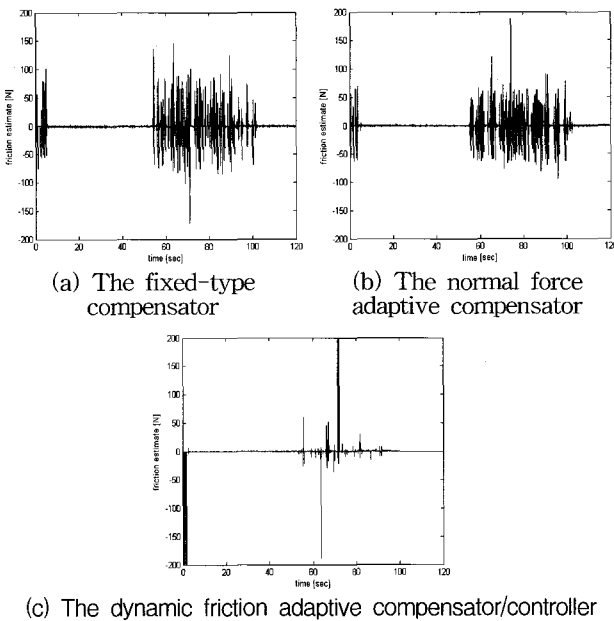 200
150
100
50
0
-50
-100
-150
-200
friction estimate [N]
0 20 40 60 80 100 120
time [sec]
(a) The fixed-type
compensator
200
150
100
50
0
-50
-100
-150
-200
friction estimate [N]
0 20 40 60 80 100 120
time [sec]
(b) The normal force
adaptive compensator
200
150
100
50
0
-50
-100
-150
-200
friction estimate [N]
0 20 40 60 80 100 120
time [sec]
(c) The dynamic friction adaptive compensator/controller